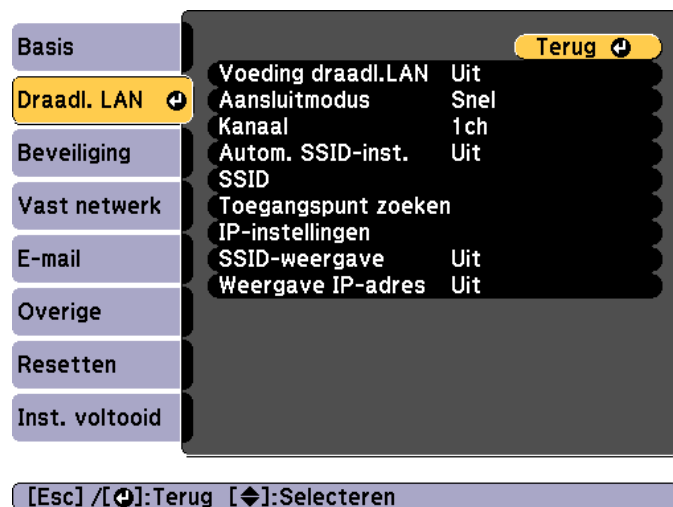 Basis
Draadl. LAN
Beveiliging
Vast netwerk
E-mail
Overige
Resetten
Inst. voltooid
Terug
Voeding draadl.LAN Uit
Aansluitmodus Snel
Kanaal 1ch
Autom. SSID-inst. Uit
SSID
Toegangspunt zoeken
IP-instellingen
SSID-weergave Uit
Weergave IP-adres Uit
[Esc] /[⏎]:Terug [◆]:Selecteren